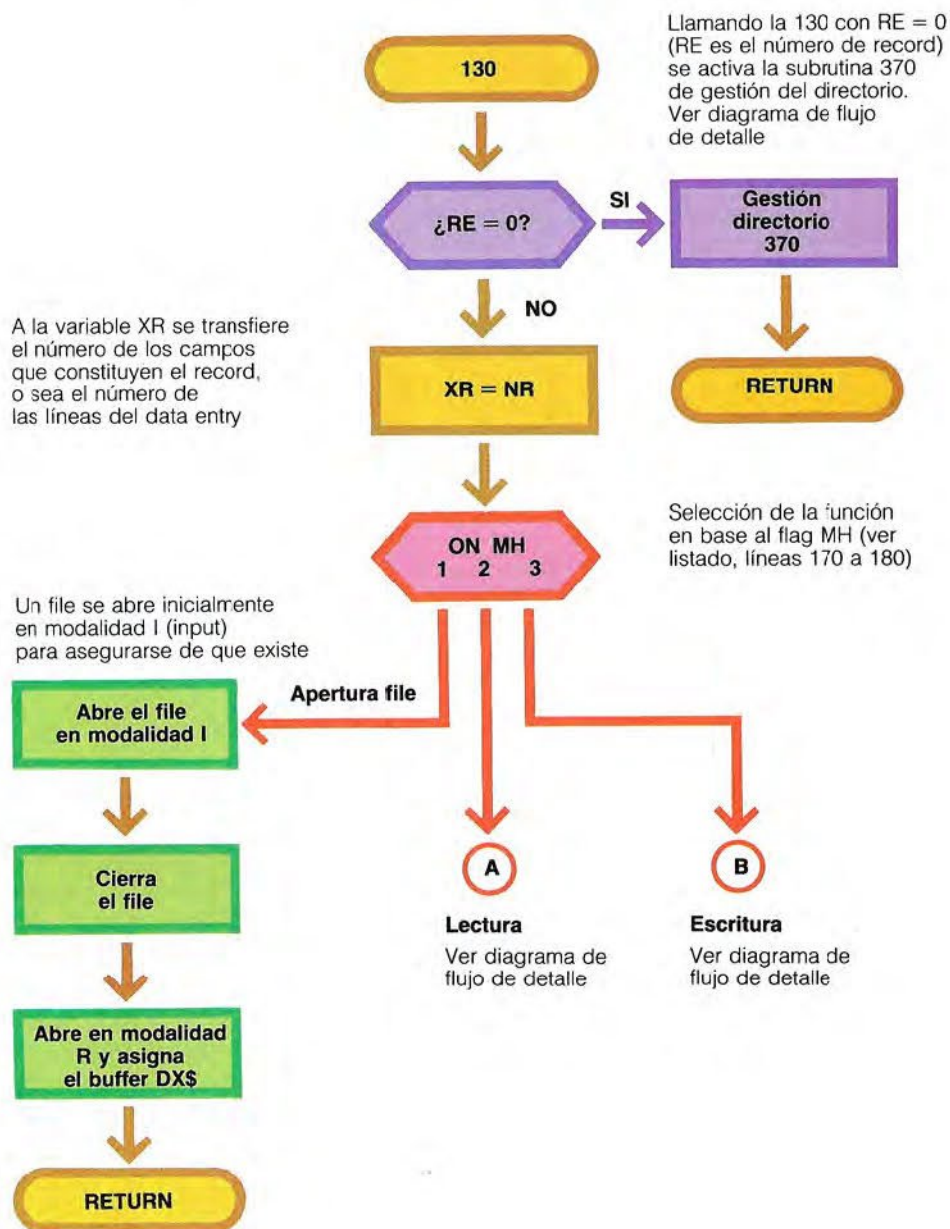 Llamando la 130 con RE = 0
(RE es el número de record)
se activa la subrutina 370
de gestión del directorio.
Ver diagrama de flujo
de detalle
130
¿RE = 0?
SI
Gestión
directorio
370
NO
RETURN
A la variable XR se transfiere
el número de los campos
que constituyen el record,
o sea el número de
las líneas del data entry
XR = NR
Selección de la función
en base al flag MH (ver
listado, líneas 170 a 180)
ON MH
1 2 3
Un file se abre inicialmente
en modalidad I (input)
para asegurarse de que existe
Apertura file
Abre el file
en modalidad I
Cierra
el file
Abre en modalidad
R y asigna
el buffer DX$
RETURN
A
Lectura
Ver diagrama de
flujo de detalle
B
Escritura
Ver diagrama de
flujo de detalle